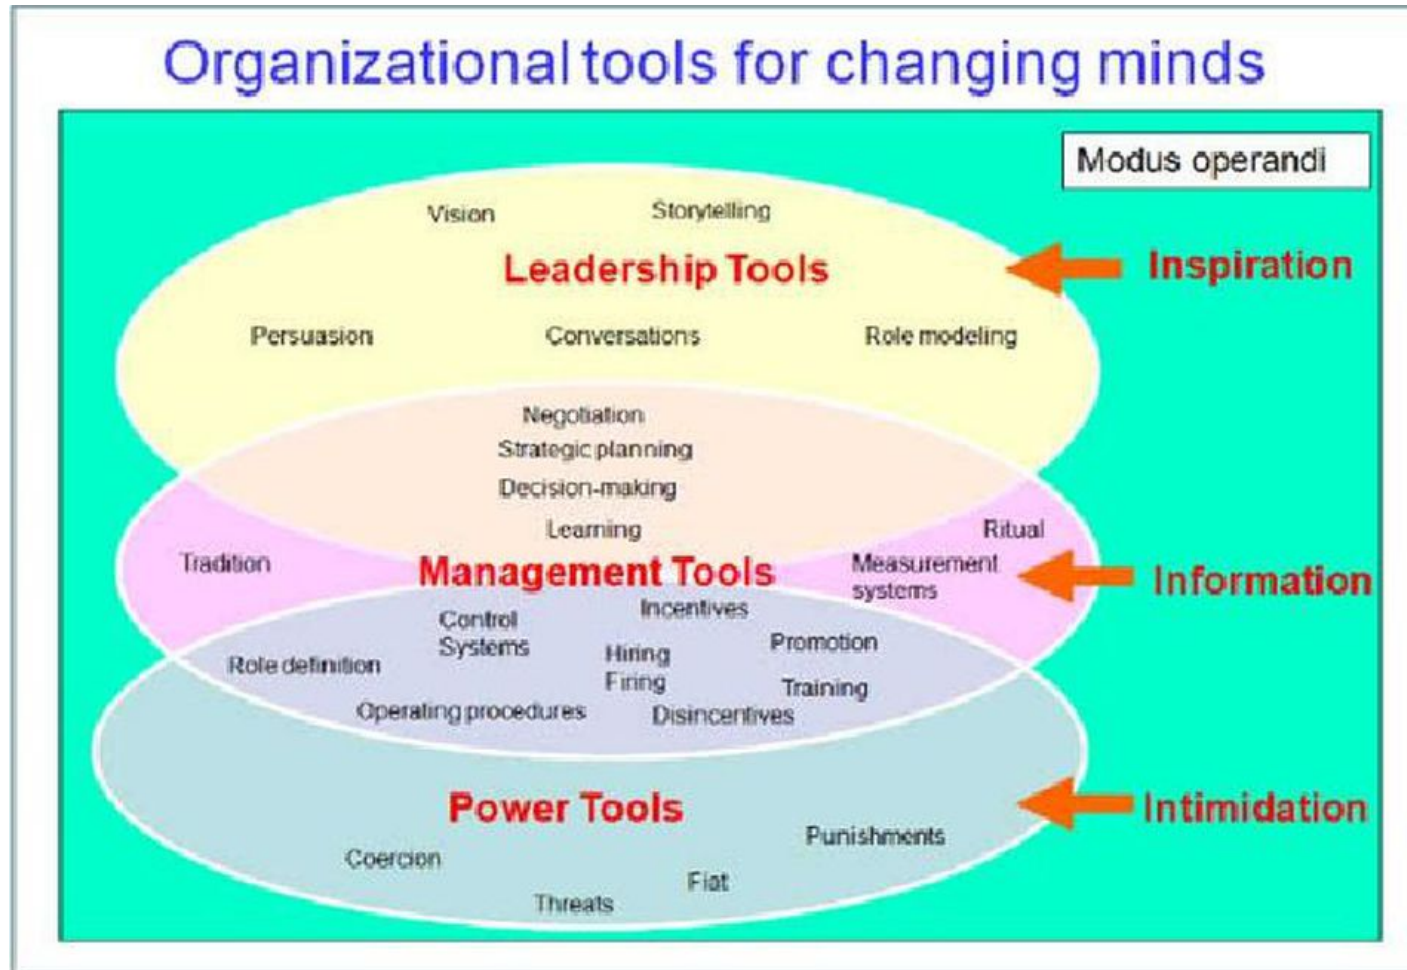 Organizational tools for changing minds
Modus operandi
Vision
Storytelling
Leadership Tools
Inspiration
Persuasion
Conversations
Role modeling
Negotiation
Strategic planning
Decision-making
Learning
Ritual
Tradition
Management Tools
Measurement
systems
Information
Incentives
Control
Systems
Promotion
Role definition
Hiring
Firing
Training
Operating procedures
Disincentives
Power Tools
Intimidation
Punishments
Coercion
Fiat
Threats